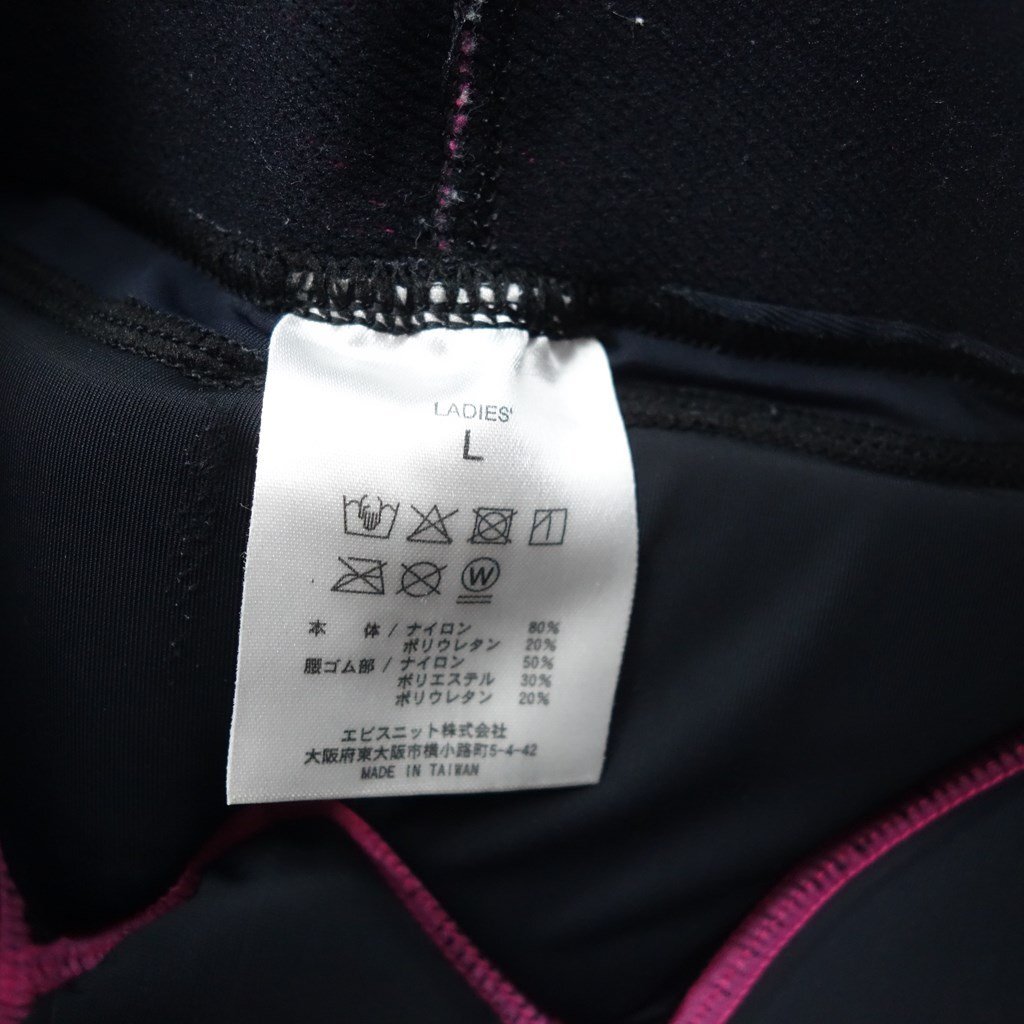 LADIES'
L
W
本 体 / ナイロン 80%
ポリウレタン 20%
腰ゴム部 / ナイロン 50%
ポリエステル 30%
ポリウレタン 20%
エビスニット株式会社
大阪府東大阪市横小路町5-4-42
MADE IN TAIWAN